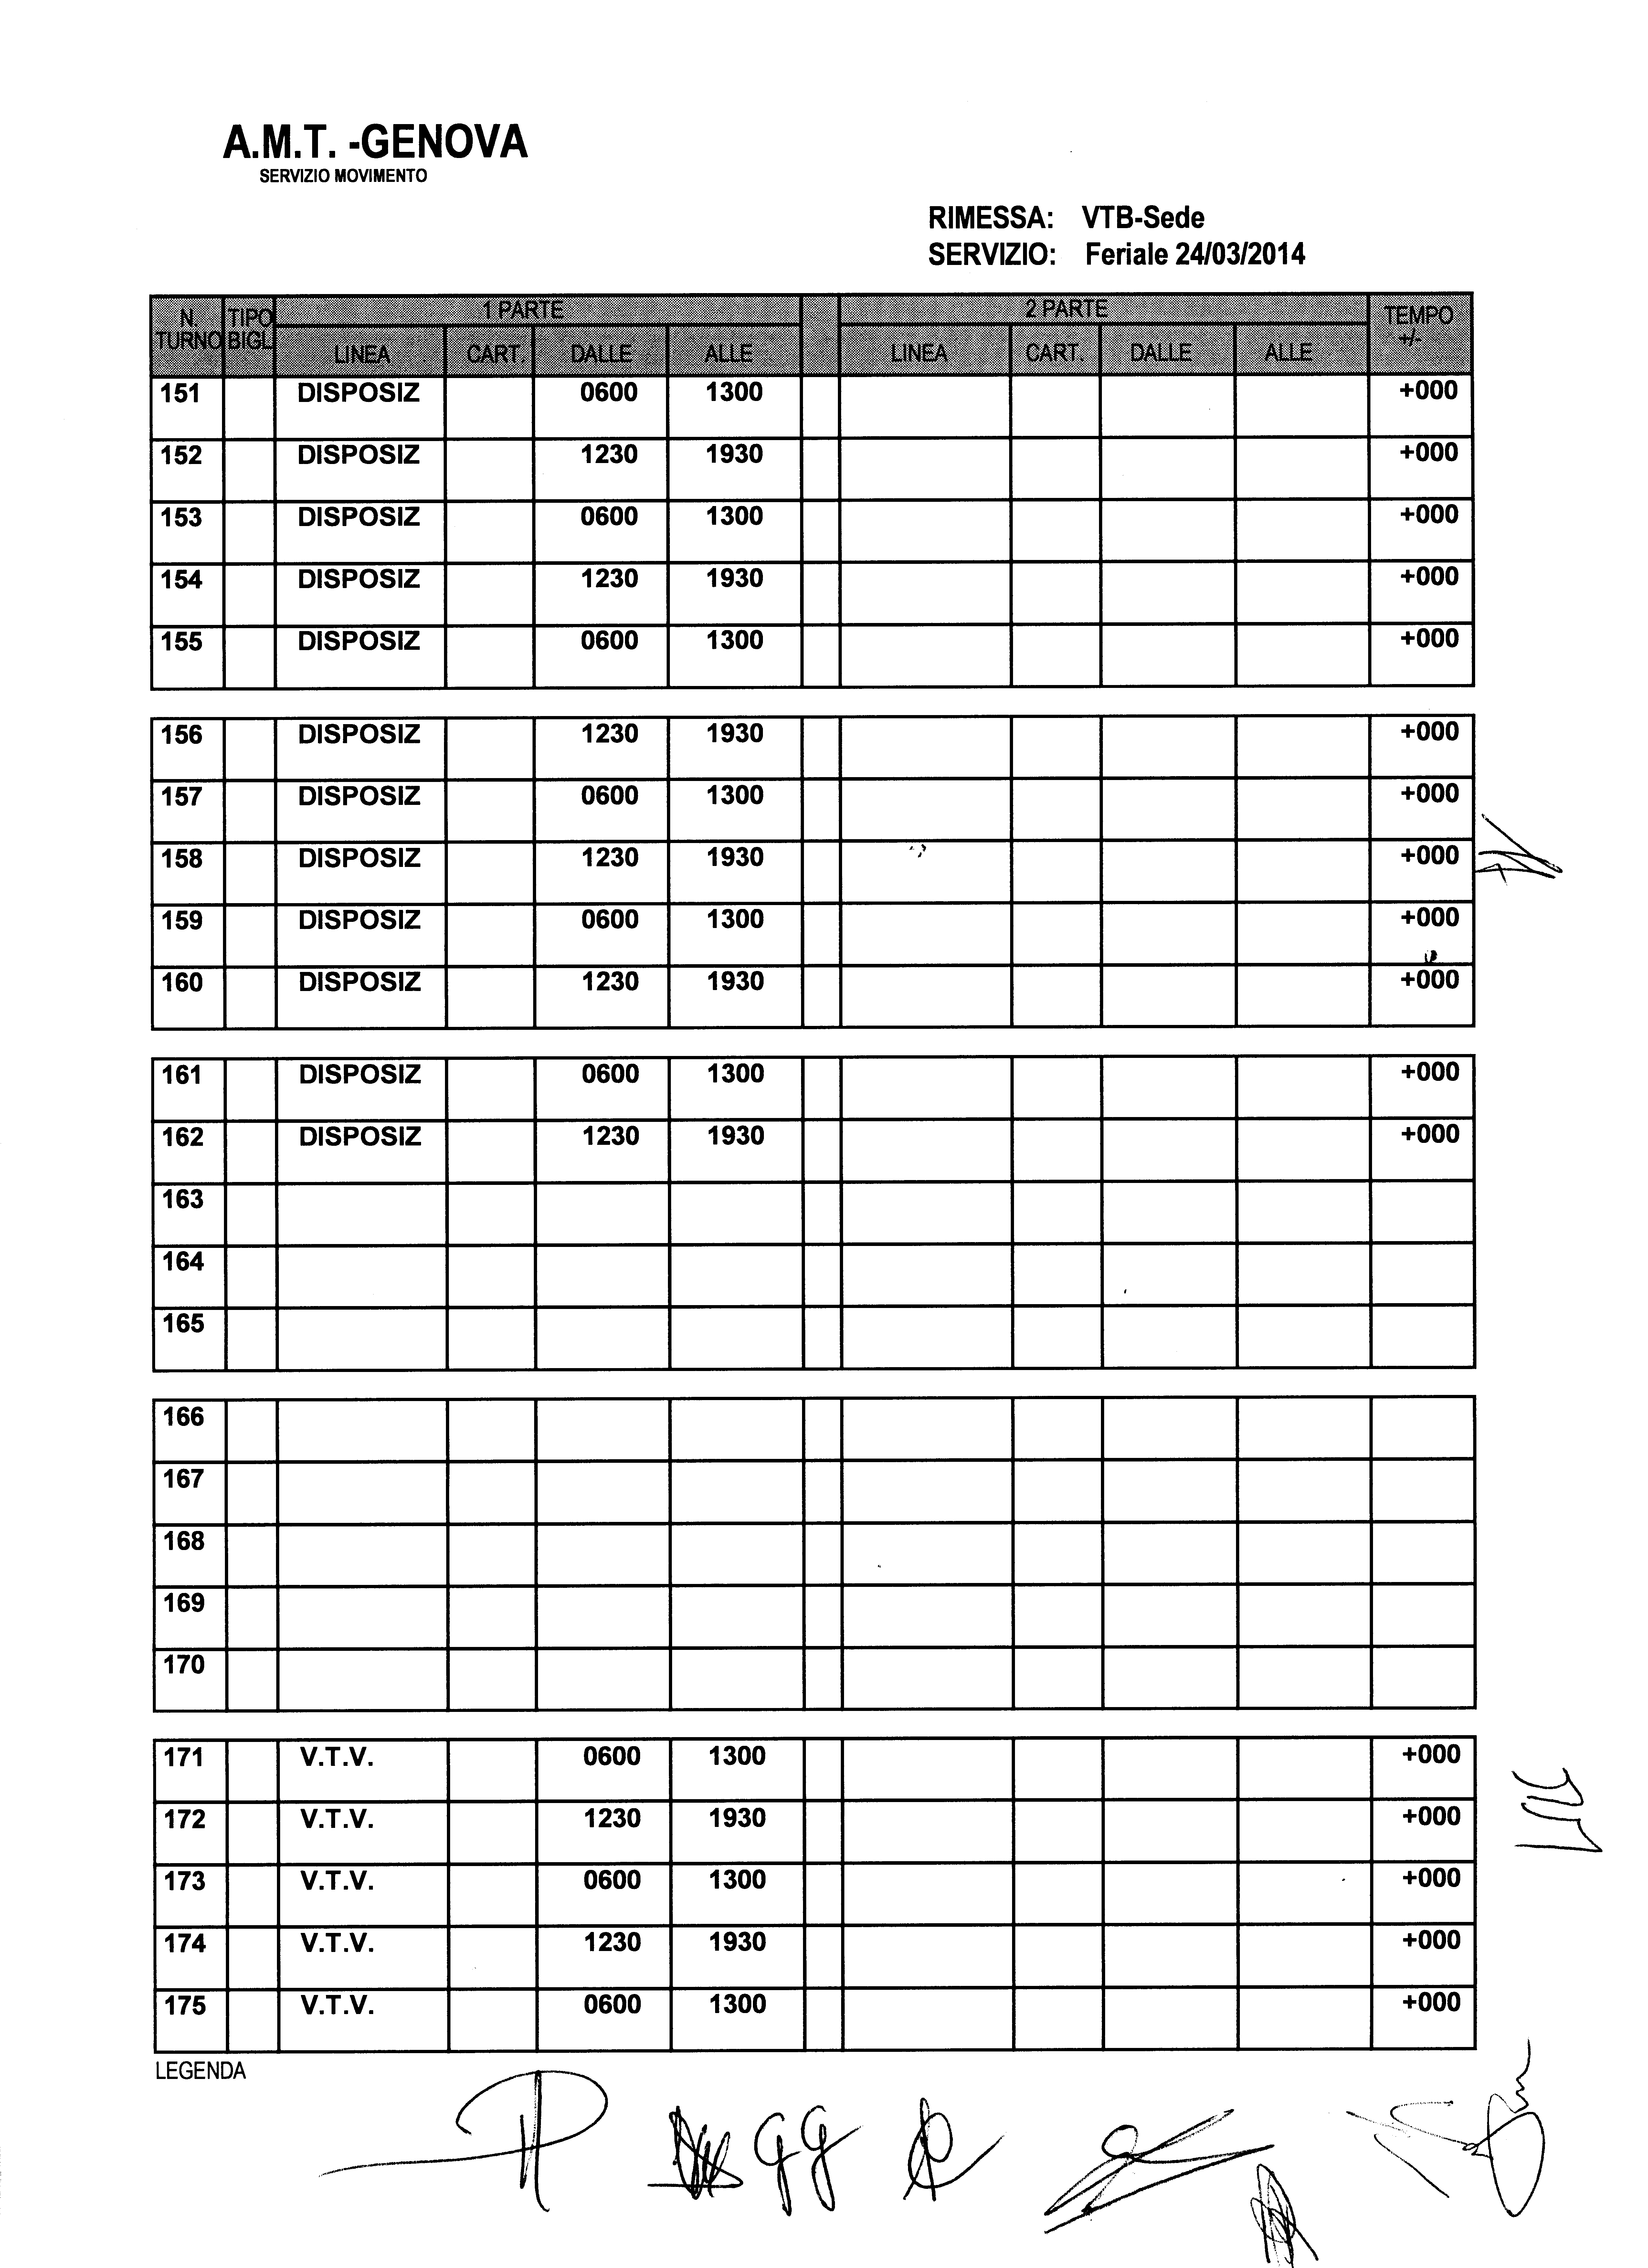 A.M.T. -GENOVA
SERVIZIO MOVIMENTO
RIMESSA: VTB-Sede
SERVIZIO: Feriale 24/03/2014
N. TURNO TIPO BIGL 1 PARTE 2 PARTE TEMPO +/-
LINEA CART. DALLE ALLE LINEA CART. DALLE ALLE
151 DISPOSIZ 0600 1300 +000
152 DISPOSIZ 1230 1930 +000
153 DISPOSIZ 0600 1300 +000
154 DISPOSIZ 1230 1930 +000
155 DISPOSIZ 0600 1300 +000
156 DISPOSIZ 1230 1930 +000
157 DISPOSIZ 0600 1300 +000
158 DISPOSIZ 1230 1930 +000
159 DISPOSIZ 0600 1300 +000
160 DISPOSIZ 1230 1930 +000
161 DISPOSIZ 0600 1300 +000
162 DISPOSIZ 1230 1930 +000
163
164
165
166
167
168
169
170
171 V.T.V. 0600 1300 +000
172 V.T.V. 1230 1930 +000
173 V.T.V. 0600 1300 +000
174 V.T.V. 1230 1930 +000
175 V.T.V. 0600 1300 +000
LEGENDA